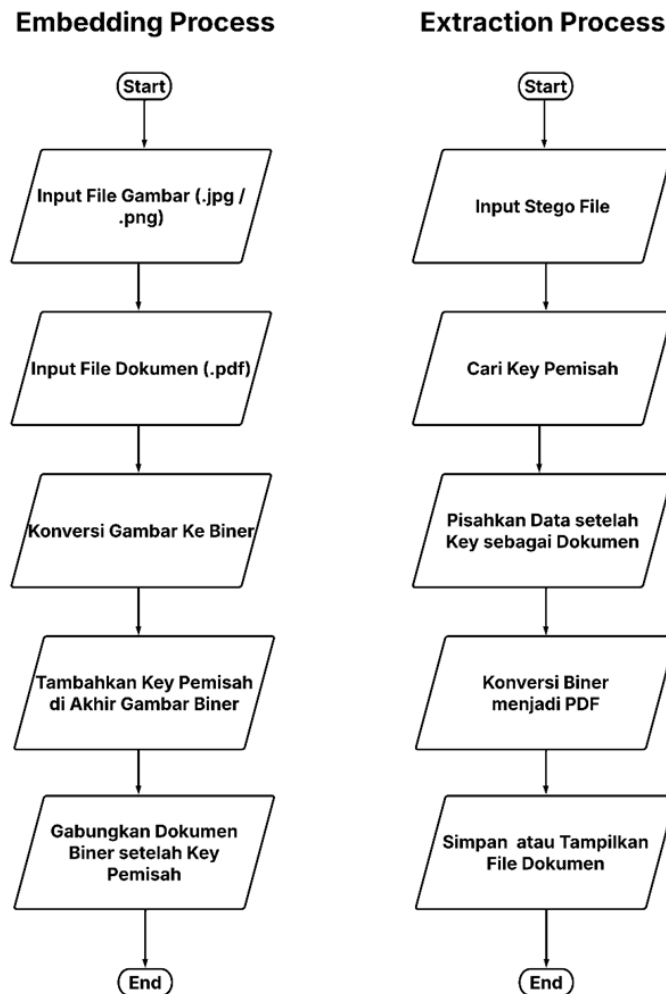 Embedding Process
Start
Input File Gambar (.jpg /
.png)
Input File Dokumen (.pdf)
Konversi Gambar Ke Biner
Tambahkan Key Pemisah
di Akhir Gambar Biner
Gabungkan Dokumen
Biner setelah Key
Pemisah
End
Extraction Process
Start
Input Stego File
Cari Key Pemisah
Pisahkan Data setelah
Key sebagai Dokumen
Konversi Biner
menjadi PDF
Simpan atau Tampilkan
File Dokumen
End